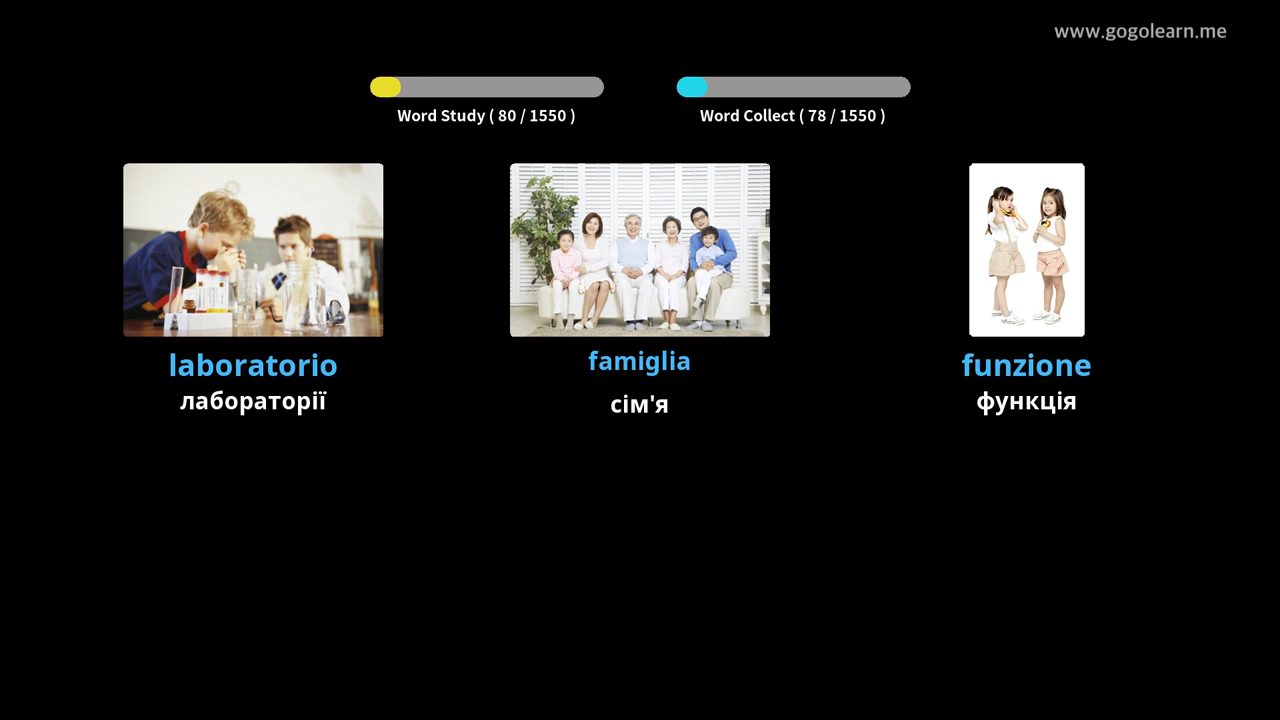 www.gogolearn.me
Word Study ( 80 / 1550 )
Word Collect ( 78 / 1550 )
laboratorio
лабораторії
famiglia
сім'я
funzione
функція